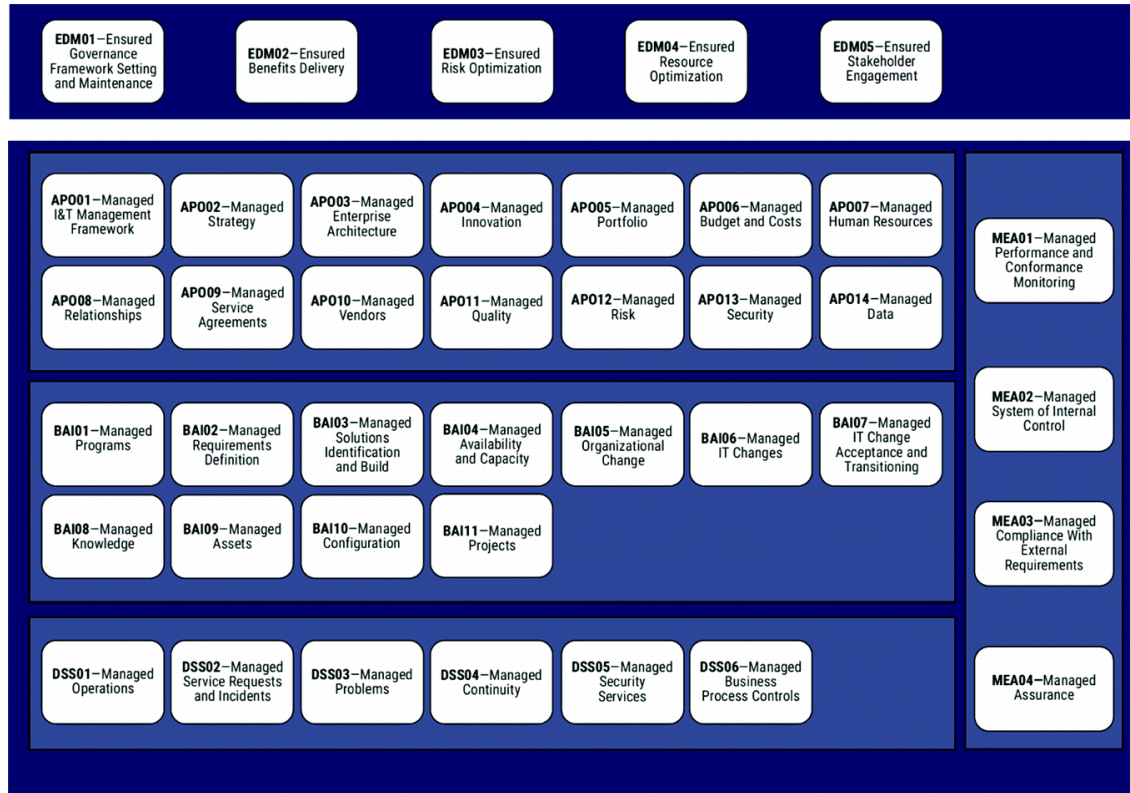 EDM01—Ensured
Governance
Framework Setting
and Maintenance
EDM02—Ensured
Benefits Delivery
EDM03—Ensured
Risk Optimization
EDM04—Ensured
Resource
Optimization
EDM05—Ensured
Stakeholder
Engagement
APO01—Managed
I&T Management
Framework
APO02—Managed
Strategy
APO03—Managed
Enterprise
Architecture
APO04—Managed
Innovation
APO05—Managed
Portfolio
APO06—Managed
Budget and Costs
APO07—Managed
Human Resources
APO08—Managed
Relationships
APO09—Managed
Service
Agreements
APO10—Managed
Vendors
APO11—Managed
Quality
APO12—Managed
Risk
APO13—Managed
Security
APO14—Managed
Data
BAI01—Managed
Programs
BAI02—Managed
Requirements
Definition
BAI03—Managed
Solutions
Identification
and Build
BAI04—Managed
Availability
and Capacity
BAI05—Managed
Organizational
Change
BAI06—Managed
IT Changes
BAI07—Managed
IT Change
Acceptance and
Transitioning
BAI08—Managed
Knowledge
BAI09—Managed
Assets
BAI10—Managed
Configuration
BAI11—Managed
Projects
DSS01—Managed
Operations
DSS02—Managed
Service Requests
and Incidents
DSS03—Managed
Problems
DSS04—Managed
Continuity
DSS05—Managed
Security
Services
DSS06—Managed
Business
Process Controls
MEA01—Managed
Performance and
Conformance
Monitoring
MEA02—Managed
System of Internal
Control
MEA03—Managed
Compliance With
External
Requirements
MEA04—Managed
Assurance